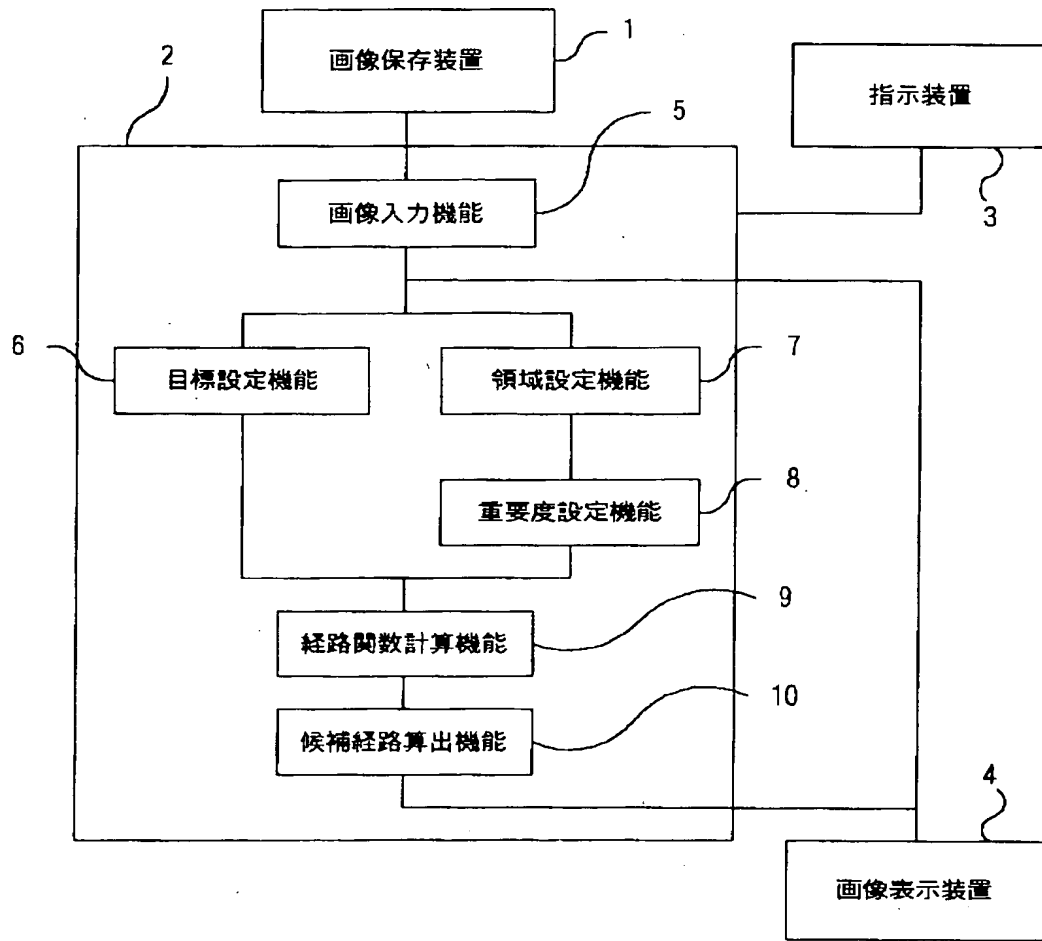 画像保存装置
1
2
指示装置
3
5
画像入力機能
6
目標設定機能
領域設定機能
7
重要度設定機能
8
経路関数計算機能
9
候補経路算出機能
10
4
画像表示装置